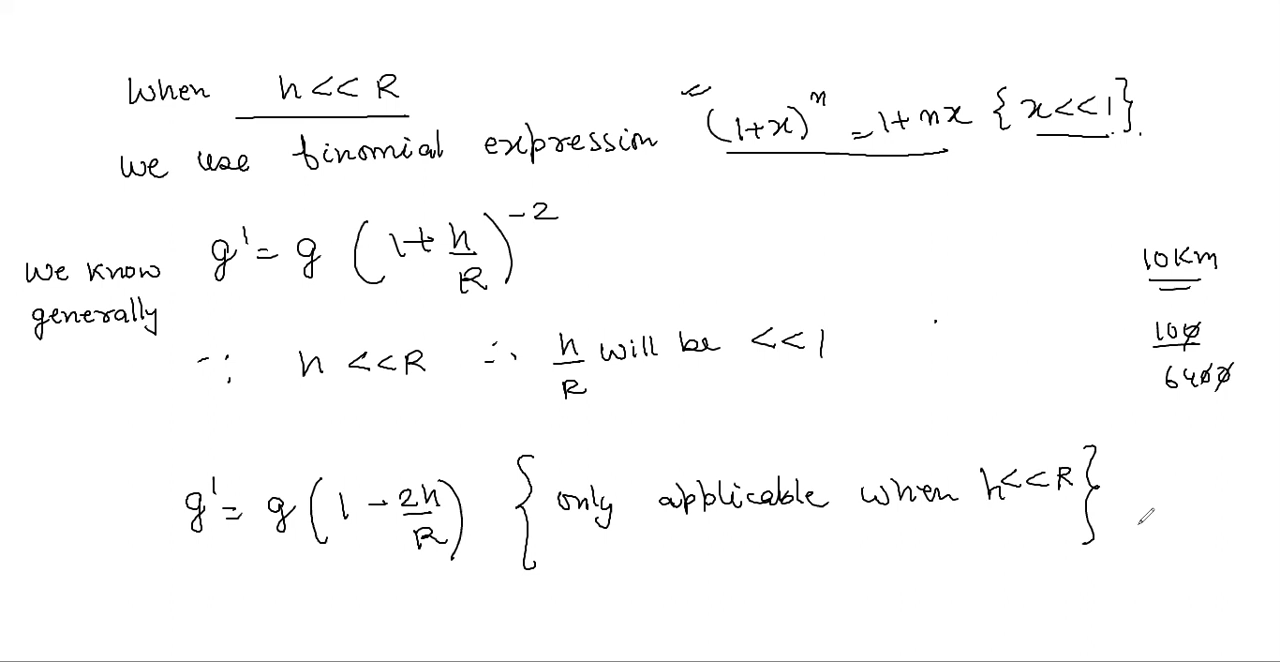 When h << R
we use binomial expression (1+x)^n = 1 + nx {x<<1}.
g' = g (1 + h/R)^-2
We know generally
∵ h << R ∴ h/R will be << 1
g' = g (1 - 2h/R) {only applicable when h<<R}
10Km
100
6400